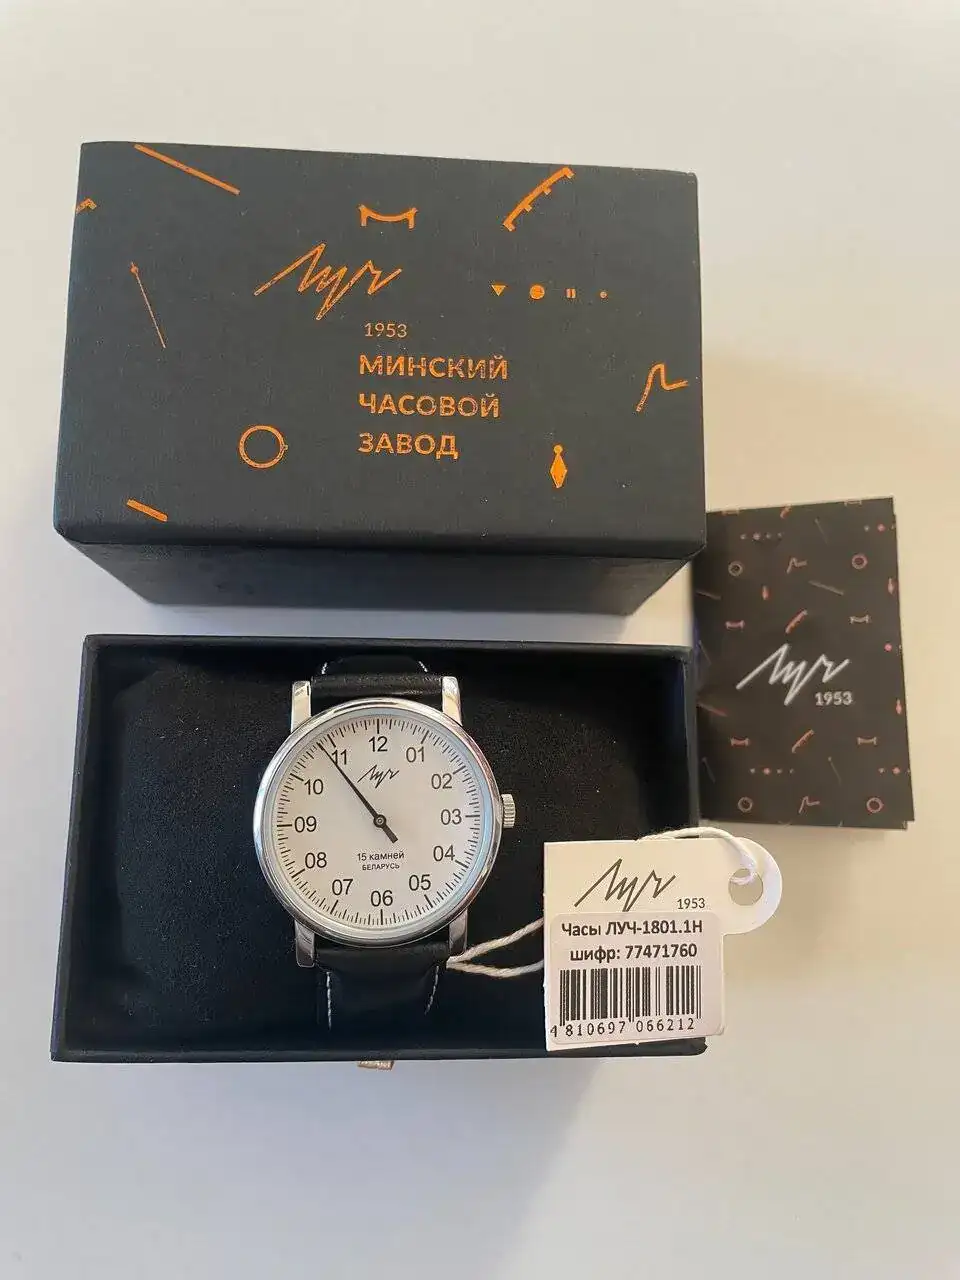 Луч
1953
МИНСКИЙ
ЧАСОВОЙ
ЗАВОД
Луч
1953
12
01
02
03
04
05
06
07
08
09
10
11
Луч
15 камней
БЕЛАРУСЬ
Луч
1953
Часы ЛУЧ-1801.1Н
шифр: 77471760
4 810697 066212